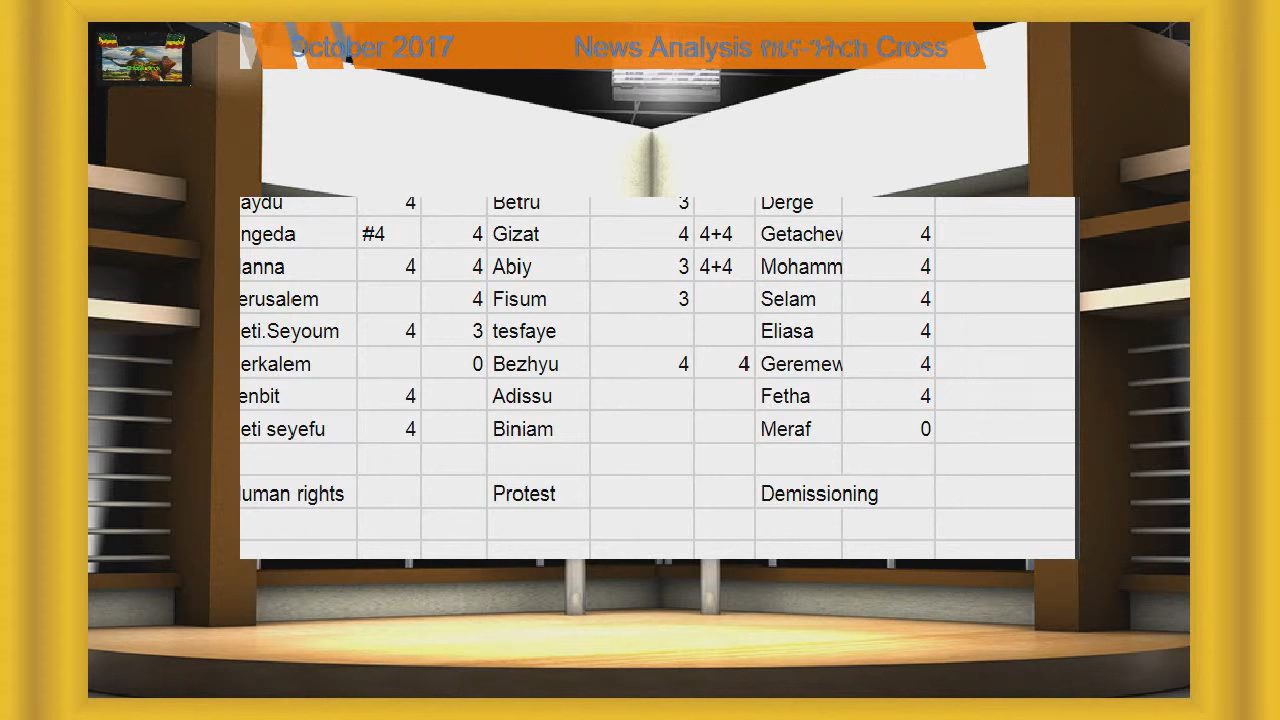 October 2017 News Analysis የዜና-ንትርክ Cross
aydu 4 Betru 3 Derge
ngeda #4 4 Gizat 4 4+4 Getachew 4
anna 4 4 Abiy 3 4+4 Mohamm 4
erusalem 4 Fisum 3 Selam 4
eti.Seyoum 4 3 tesfaye Eliasa 4
erkalem 0 Bezhyu 4 4 Geremew 4
enbit 4 Adissu Fetha 4
eti seyefu 4 Biniam Meraf 0
uman rights Protest Demissioning